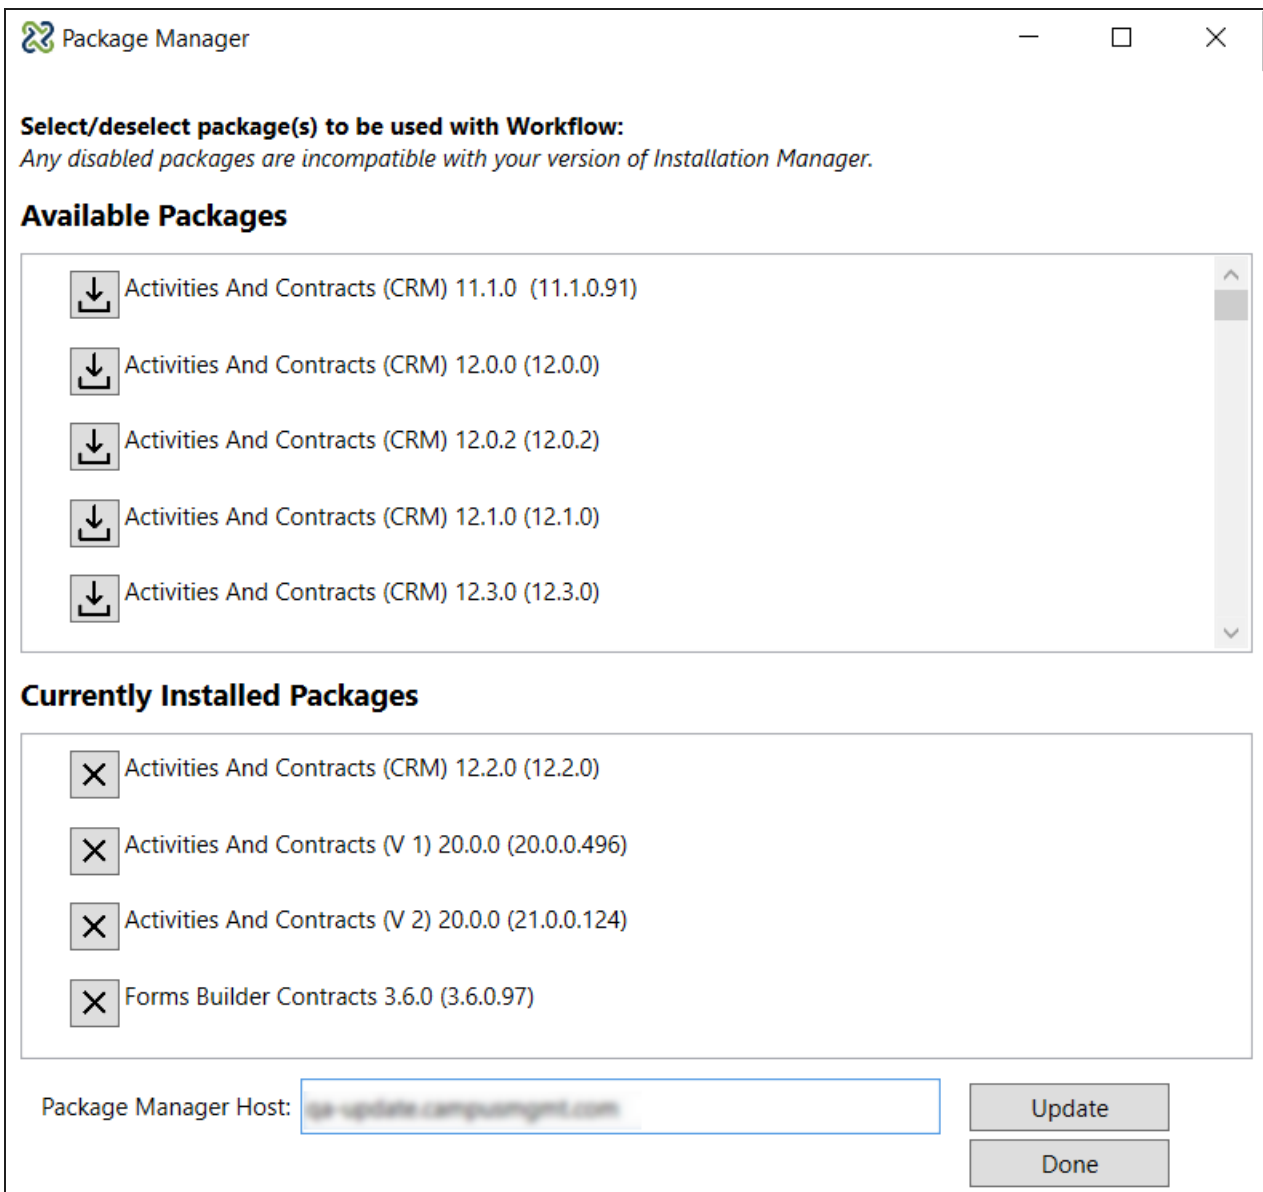 Package Manager
Select/deselect package(s) to be used with Workflow:
Any disabled packages are incompatible with your version of Installation Manager.
Available Packages
Activities And Contracts (CRM) 11.1.0  (11.1.0.91)
Activities And Contracts (CRM) 12.0.0 (12.0.0)
Activities And Contracts (CRM) 12.0.2 (12.0.2)
Activities And Contracts (CRM) 12.1.0 (12.1.0)
Activities And Contracts (CRM) 12.3.0 (12.3.0)
Currently Installed Packages
Activities And Contracts (CRM) 12.2.0 (12.2.0)
Activities And Contracts (V 1) 20.0.0 (20.0.0.496)
Activities And Contracts (V 2) 20.0.0 (21.0.0.124)
Forms Builder Contracts 3.6.0 (3.6.0.97)
Package Manager Host:
Update
Done